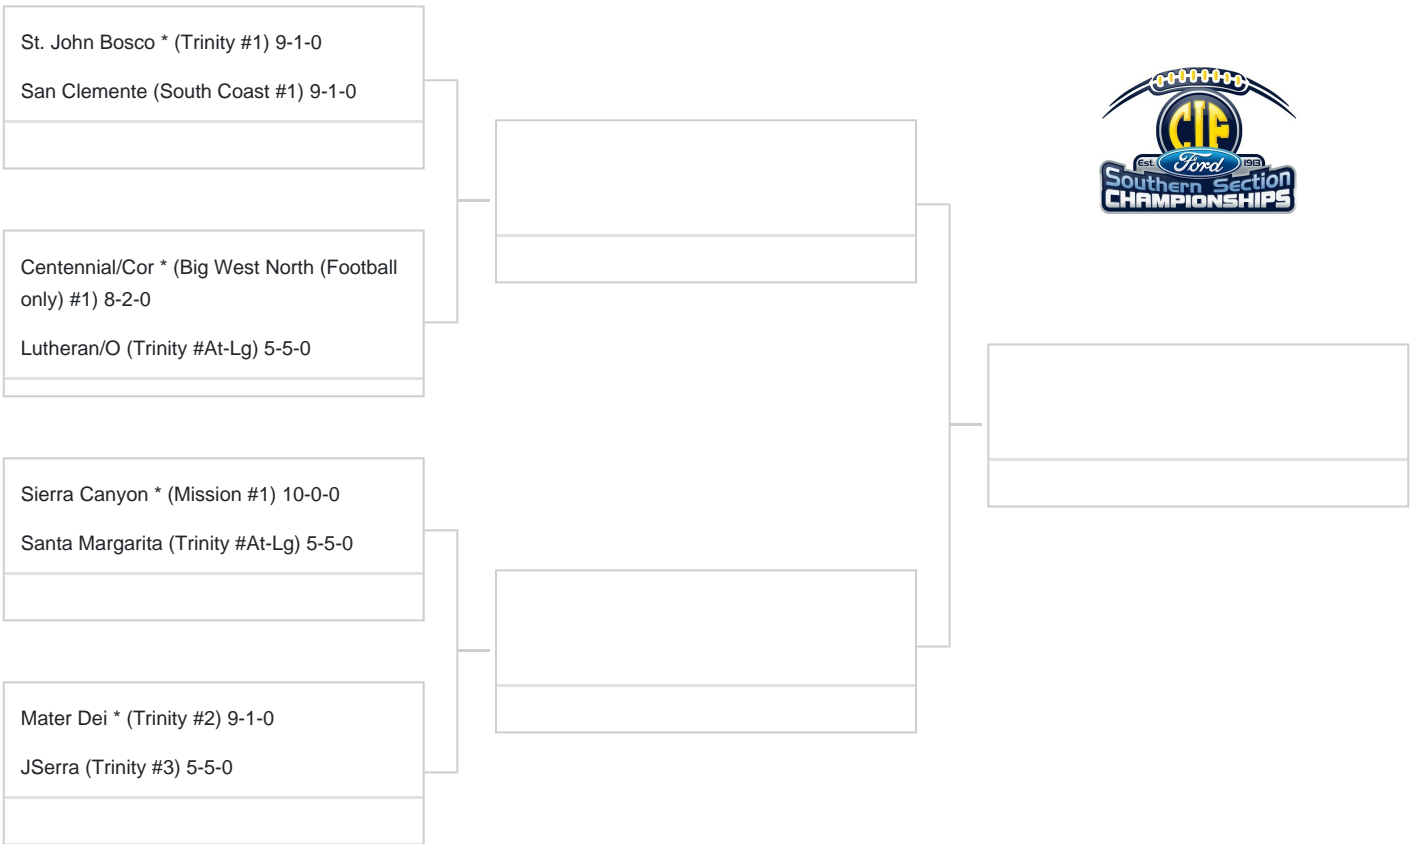 St. John Bosco * (Trinity #1) 9-1-0
San Clemente (South Coast #1) 9-1-0
Centennial/Cor * (Big West North (Football
only) #1) 8-2-0
Lutheran/O (Trinity #At-Lg) 5-5-0
Sierra Canyon * (Mission #1) 10-0-0
Santa Margarita (Trinity #At-Lg) 5-5-0
Mater Dei * (Trinity #2) 9-1-0
JSerra (Trinity #3) 5-5-0
CIF
Est. Ford 1913
Southern Section
CHAMPIONSHIPS